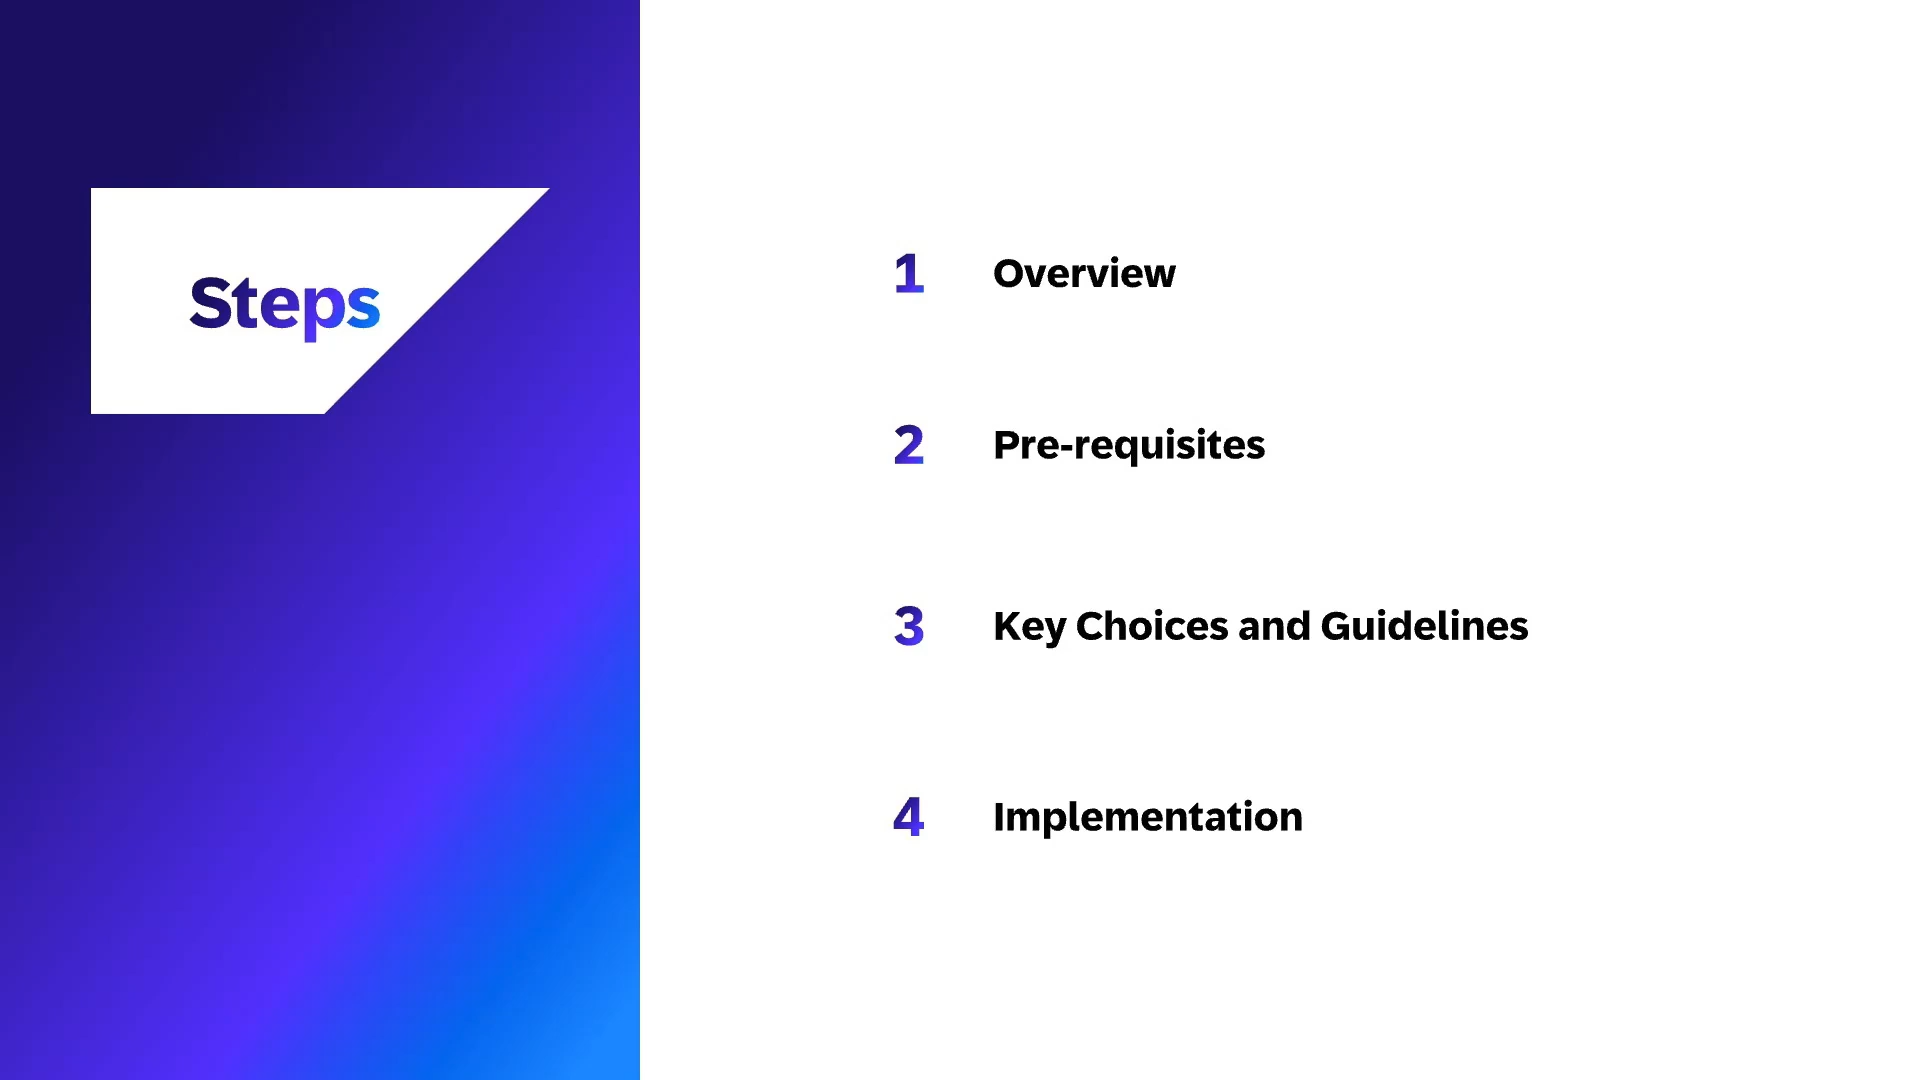 Steps
1 Overview
2 Pre-requisites
3 Key Choices and Guidelines
4 Implementation